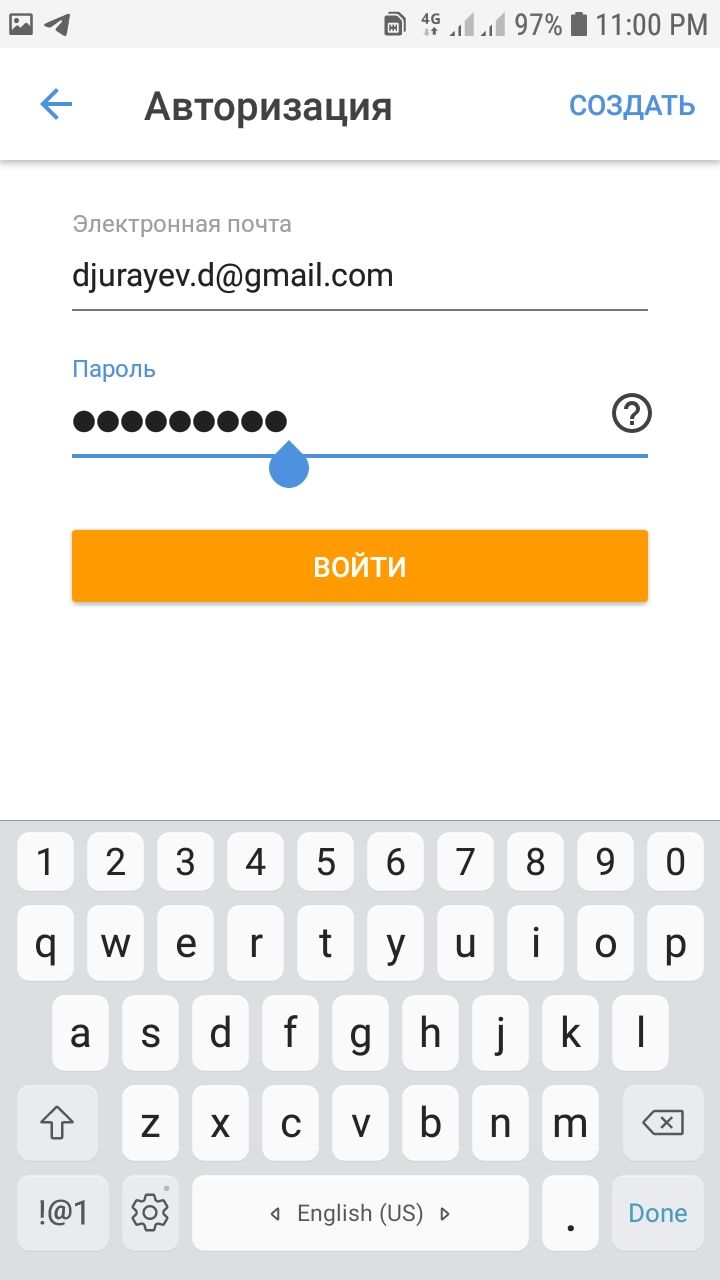 4G 97% 11:00 PM
Авторизация СОЗДАТЬ
Электронная почта
djurayev.d@gmail.com
Пароль
●●●●●●●●●
?
ВОЙТИ
1 2 3 4 5 6 7 8 9 0
q w e r t y u i o p
a s d f g h j k l
z x c v b n m
!@1 English (US) . Done